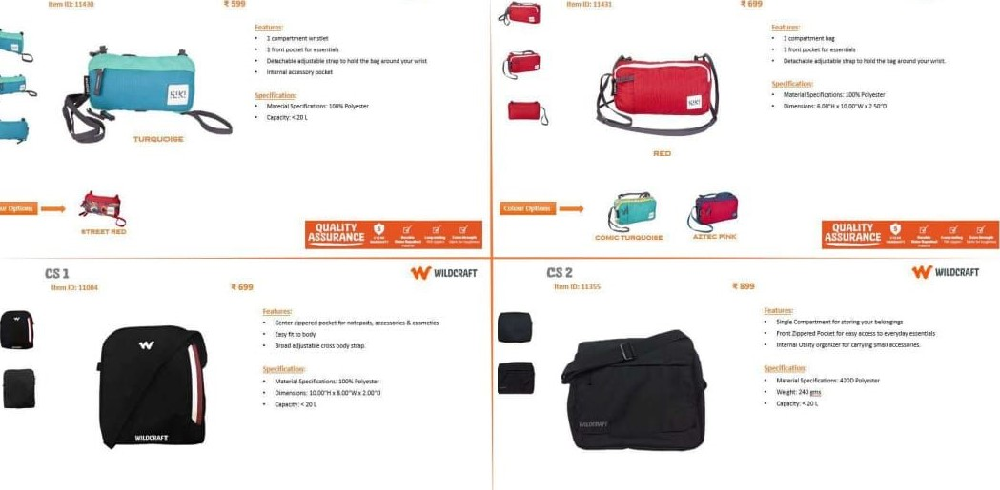 Item ID: 11430
₹ 599
Features:
• 1 compartment wristlet
• 1 front pocket for essentials
• Detachable adjustable strap to hold the bag around your wrist
• Internal accessory pocket
Specification:
• Material Specifications: 100% Polyester
• Capacity: < 20 L
TURQUOISE
Options
STREET RED
QUALITY
ASSURANCE
5
Item ID: 11431
₹ 699
Features:
• 1 compartment bag
• 1 front pocket for essentials
• Detachable adjustable strap to hold the bag around your wrist.
Specification:
• Material Specifications: 100% Polyester
• Dimensions: 6.00"H x 10.00"W x 2.50"D
RED
Colour Options
COMIC TURQUOISE
AZTEC PINK
QUALITY
ASSURANCE
5
CS 1
WILDCRAFT
Item ID: 11004
₹ 699
Features:
• Center zippered pocket for notepads, accessories & cosmetics
• Easy fit to body
• Broad adjustable cross body strap
Specification:
• Material Specifications: 100% Polyester
• Dimensions: 10.00"H x 8.00"W x 2.00"D
• Capacity: < 20 L
WILDCRAFT
CS 2
WILDCRAFT
Item ID: 11355
₹ 899
Features:
• Single Compartment for storing your belongings
• Front Zippered Pocket for easy access to everyday essentials
• Internal Utility organizer for carrying small accessories.
Specification:
• Material Specifications: 420D Polyester
• Weight: 240 gms
• Capacity: < 20 L
WILDCRAFT